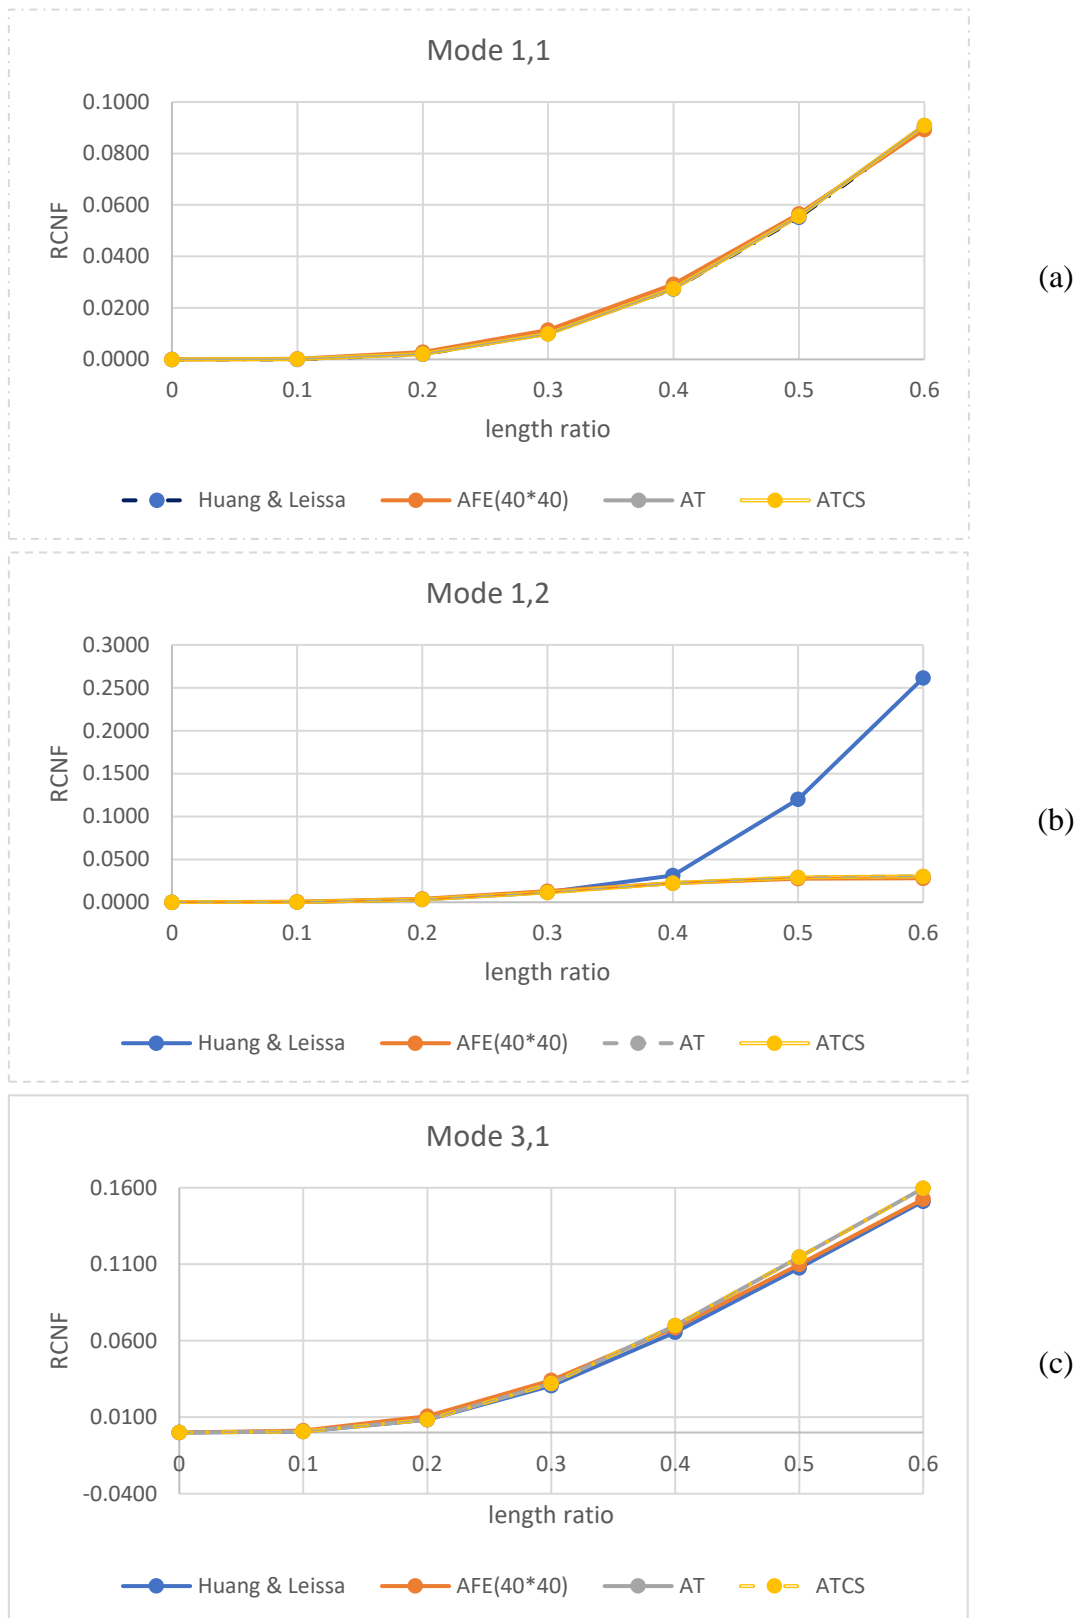 Mode 1,1
0.1000
0.0800
0.0600
0.0400
0.0200
0.0000
RCNF
0 0.1 0.2 0.3 0.4 0.5 0.6
length ratio
Huang & Leissa AFE(40*40) AT ATCS
(a)
Mode 1,2
0.3000
0.2500
0.2000
0.1500
0.1000
0.0500
0.0000
RCNF
0 0.1 0.2 0.3 0.4 0.5 0.6
length ratio
Huang & Leissa AFE(40*40) AT ATCS
(b)
Mode 3,1
0.1600
0.1100
0.0600
0.0100
-0.0400
RCNF
0 0.1 0.2 0.3 0.4 0.5 0.6
length ratio
Huang & Leissa AFE(40*40) AT ATCS
(c)